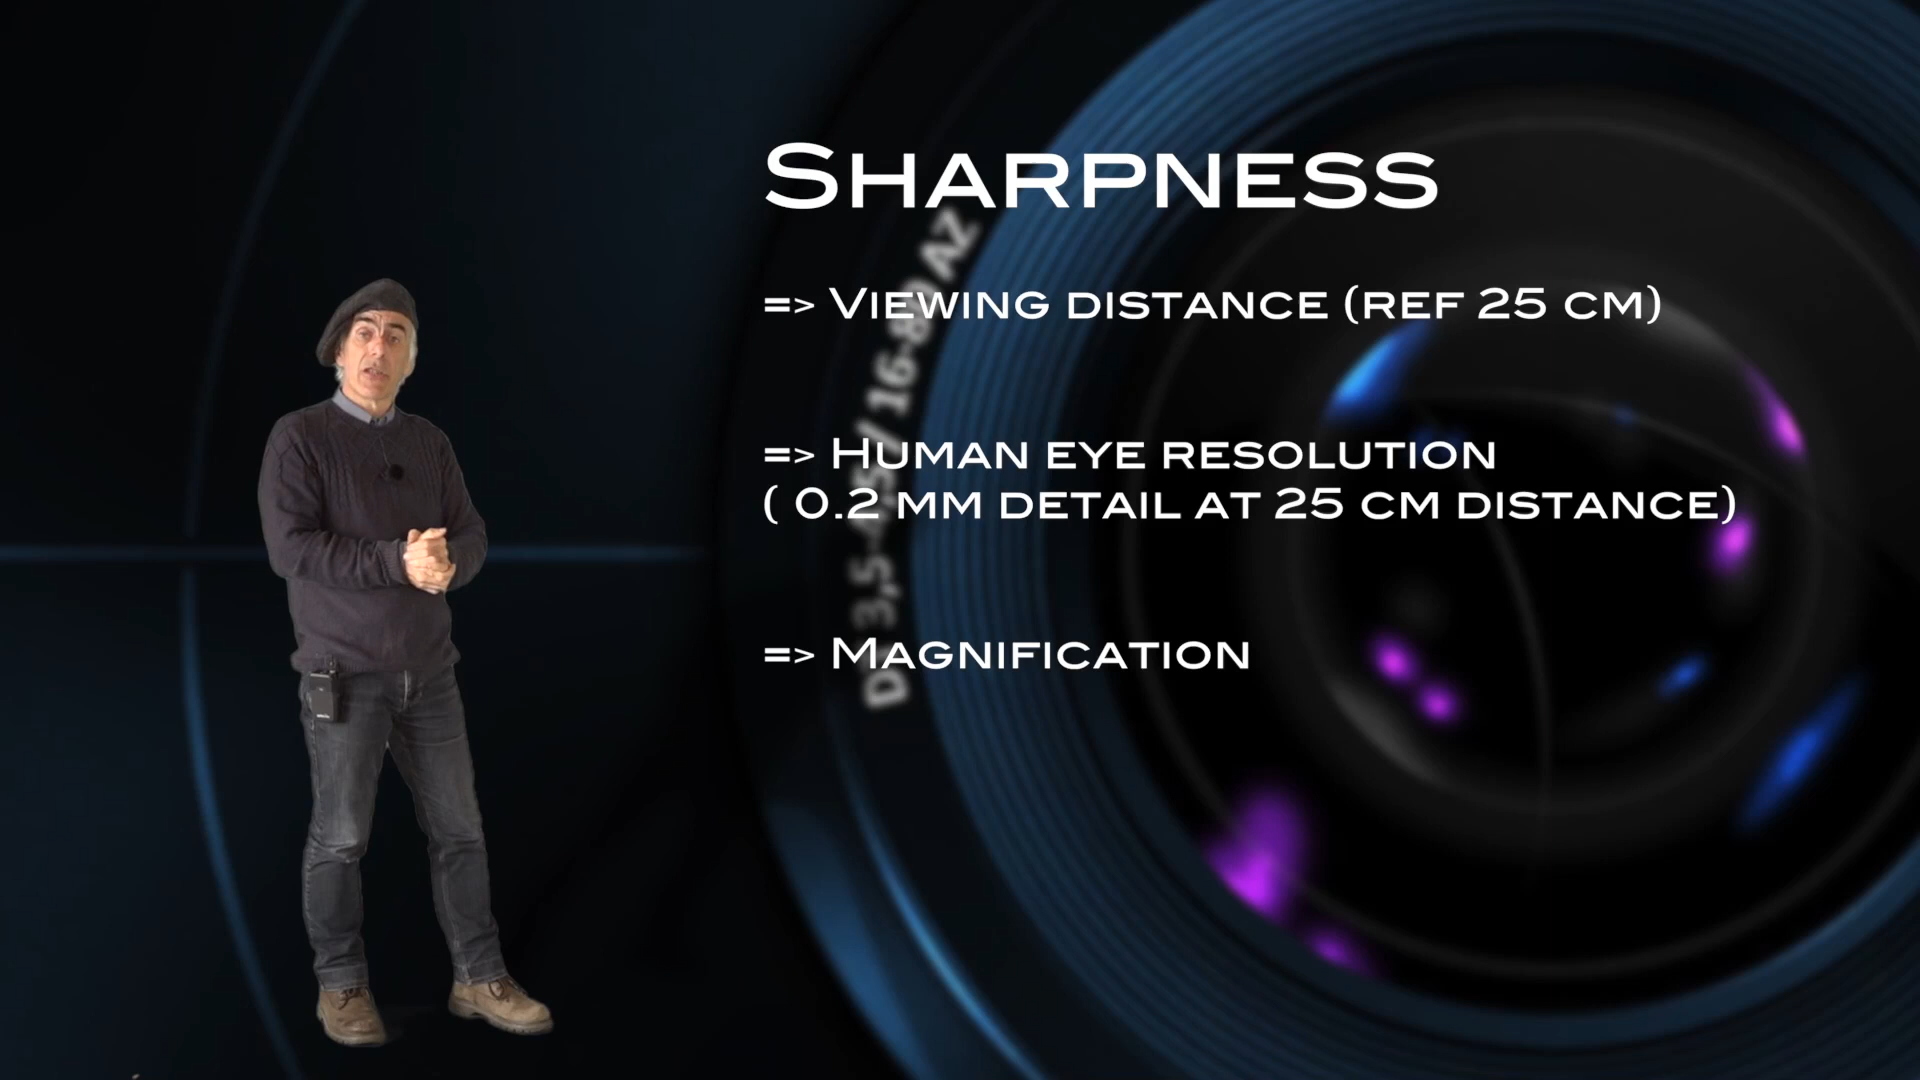 Sharpness
=> Viewing distance (ref 25 cm)
=> Human eye resolution
( 0.2 mm detail at 25 cm distance)
=> Magnification